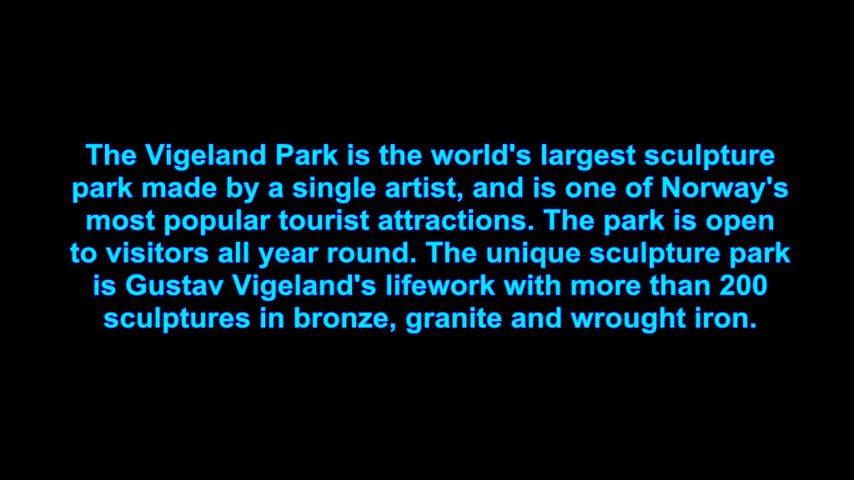 The Vigeland Park is the world's largest sculpture
park made by a single artist, and is one of Norway's
most popular tourist attractions. The park is open
to visitors all year round. The unique sculpture park
is Gustav Vigeland's lifework with more than 200
sculptures in bronze, granite and wrought iron.